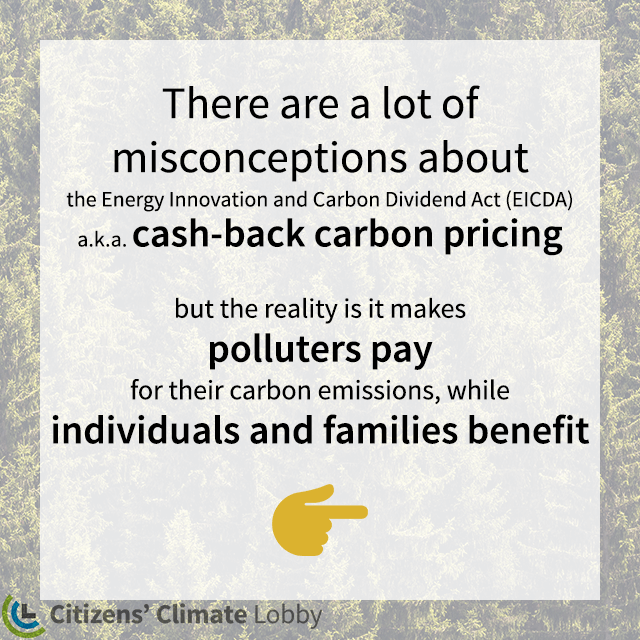 There are a lot of
misconceptions about
the Energy Innovation and Carbon Dividend Act (EICDA)
a.k.a. cash-back carbon pricing
but the reality is it makes
polluters pay
for their carbon emissions, while
individuals and families benefit
Citizens’ Climate Lobby